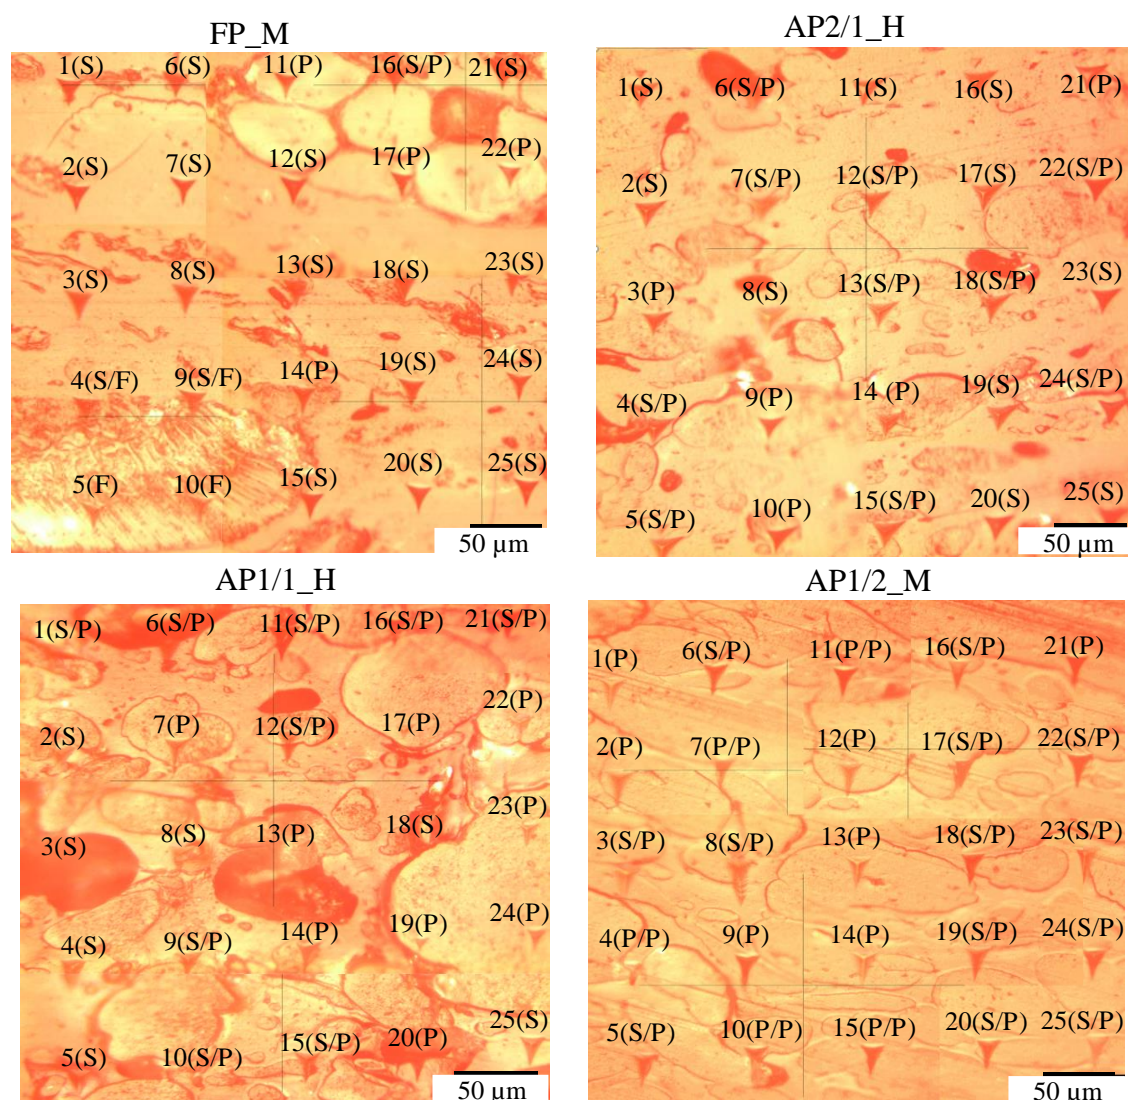 FP_M
1(S) 6(S) 11(P) 16(S/P) 21(S)
2(S) 7(S) 12(S) 17(P) 22(P)
3(S) 8(S) 13(S) 18(S) 23(S)
4(S/F) 9(S/F) 14(P) 19(S) 24(S)
5(F) 10(F) 15(S) 20(S) 25(S)
50 µm
AP2/1_H
1(S) 6(S/P) 11(S) 16(S) 21(P)
2(S) 7(S/P) 12(S/P) 17(S) 22(S/P)
3(P) 8(S) 13(S/P) 18(S/P) 23(S)
4(S/P) 9(P) 14 (P) 19(S) 24(S/P)
5(S/P) 10(P) 15(S/P) 20(S) 25(S)
50 µm
AP1/1_H
1(S/P) 6(S/P) 11(S/P) 16(S/P) 21(S/P)
2(S) 7(P) 12(S/P) 17(P) 22(P)
3(S) 8(S) 13(P) 18(S) 23(P)
4(S) 9(S/P) 14(P) 19(P) 24(P)
5(S) 10(S/P) 15(S/P) 20(P) 25(S)
50 µm
AP1/2_M
1(P) 6(S/P) 11(P/P) 16(S/P) 21(P)
2(P) 7(P/P) 12(P) 17(S/P) 22(S/P)
3(S/P) 8(S/P) 13(P) 18(S/P) 23(S/P)
4(P/P) 9(P) 14(P) 19(S/P) 24(S/P)
5(S/P) 10(P/P) 15(P/P) 20(S/P) 25(S/P)
50 µm